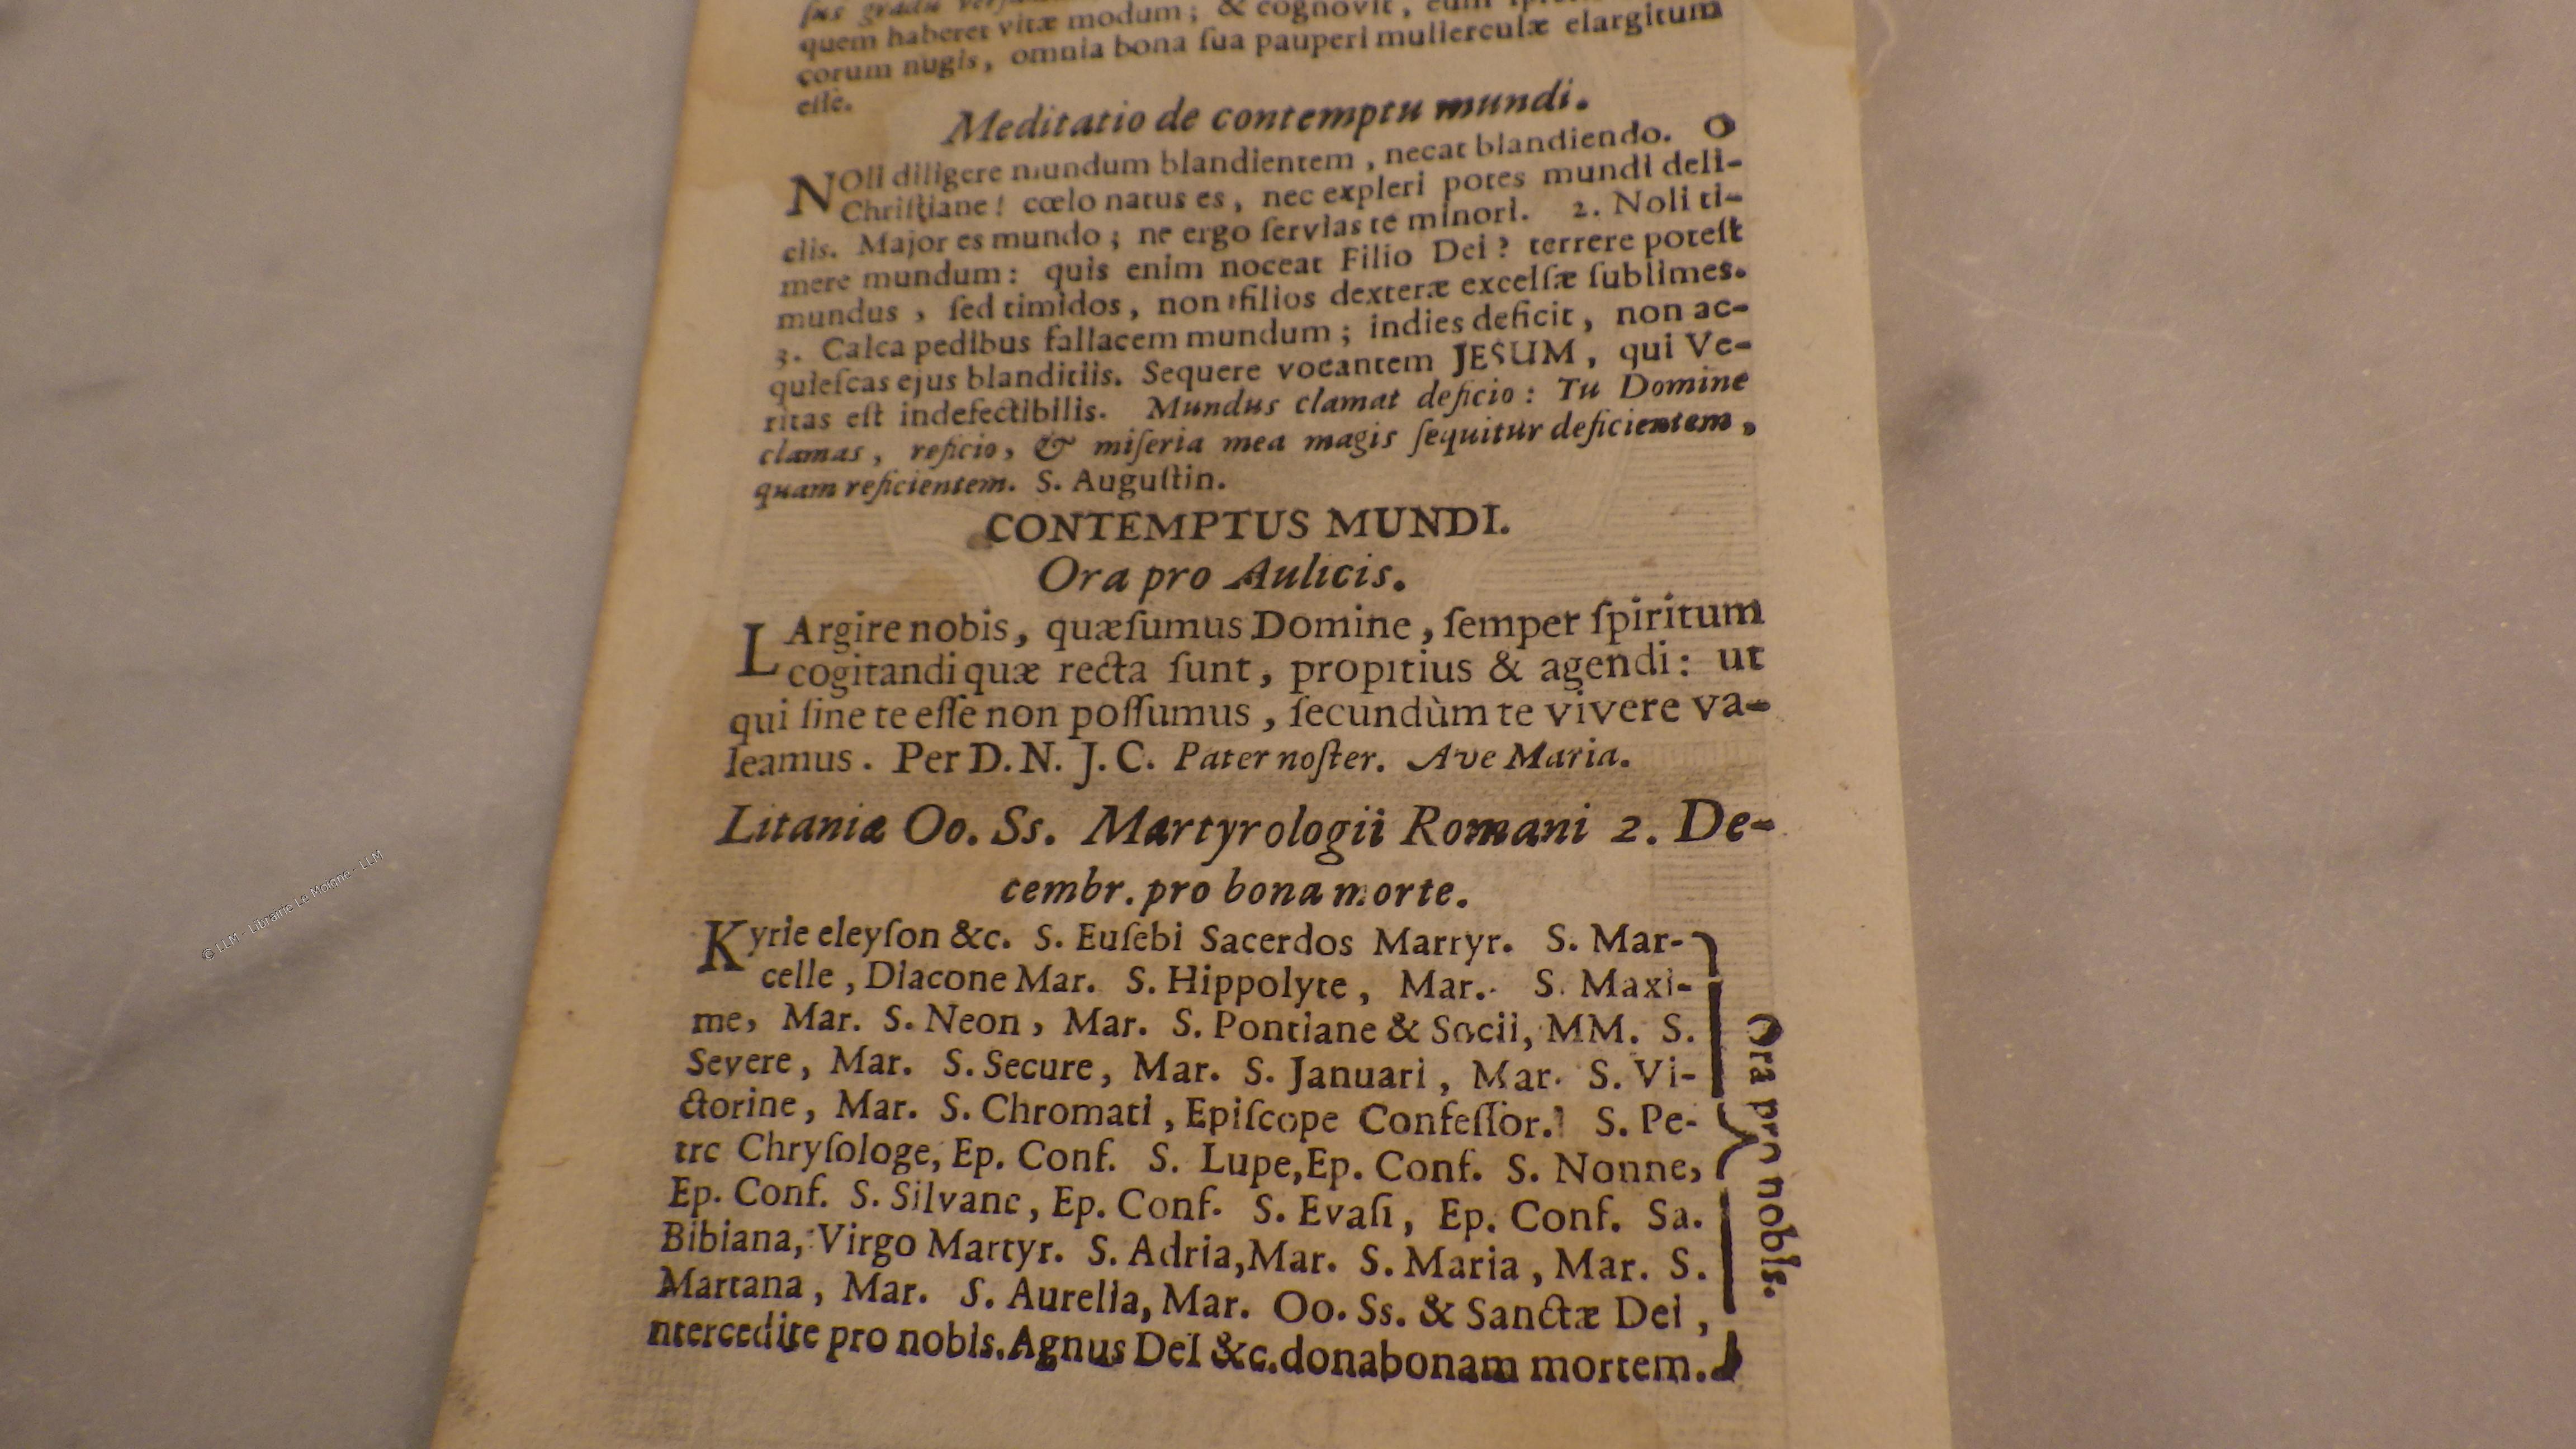 quem haberet vitæ modum; & cognovit,
corum nugis, omnia bona ſua pauperi mulierculæ elargitum
eſſe.
Meditatio de contemptu mundi.
NOli diligere mundum blandientem, necat blandiendo. O
Chriſtiane! cœlo natus es, nec expleri potes mundi deli-
ciis. Major es mundo; ne ergo ſervias te minori. 2. Noli ti-
mere mundum: quis enim noceat Filio Dei? terrere poteſt
mundus, ſed timidos, non filios dexteræ excelſæ ſublimes.
3. Calca pedibus fallacem mundum; indies deficit, non ac-
quieſcas ejus blanditiis. Sequere vocantem JESUM, qui Ve-
ritas eſt indefectibilis. Mundus clamat deficio: Tu Domine
clamas, reficio, & miſeria mea magis ſequitur deficientem,
quam reficientem. S. Auguſtin.
CONTEMPTUS MUNDI.
Ora pro Aulicis.
LArgire nobis, quæſumus Domine, ſemper ſpiritum
cogitandi quæ recta ſunt, propitius & agendi: ut
qui ſine te eſſe non poſſumus, ſecundùm te vivere va-
leamus. Per D. N. J. C. Pater noſter. Ave Maria.
Litaniæ Oo. Ss. Martyrologii Romani 2. De-
cembr. pro bona morte.
Kyrie eleyſon &c. S. Euſebi Sacerdos Martyr. S. Mar-
celle, Diacone Mar. S. Hippolyte, Mar. S. Maxi-
me, Mar. S. Neon, Mar. S. Pontiane & Socii, MM. S.
Severe, Mar. S. Secure, Mar. S. Januari, Mar. S. Vi-
ctorine, Mar. S. Chromati, Epiſcope Confeſſor. S. Pe-
tre Chryſologe, Ep. Conf. S. Lupe, Ep. Conf. S. Nonne,
Ep. Conf. S. Silvane, Ep. Conf. S. Evaſi, Ep. Conf. Sa.
Bibiana, Virgo Martyr. S. Adria, Mar. S. Maria, Mar. S.
Martana, Mar. S. Aurelia, Mar. Oo. Ss. & Sanctæ Dei,
ntercedite pro nobis. Agnus Dei &c. dona bonam mortem.
Ora pro nobis.
© LLM - Librairie Le Moigne - LLM